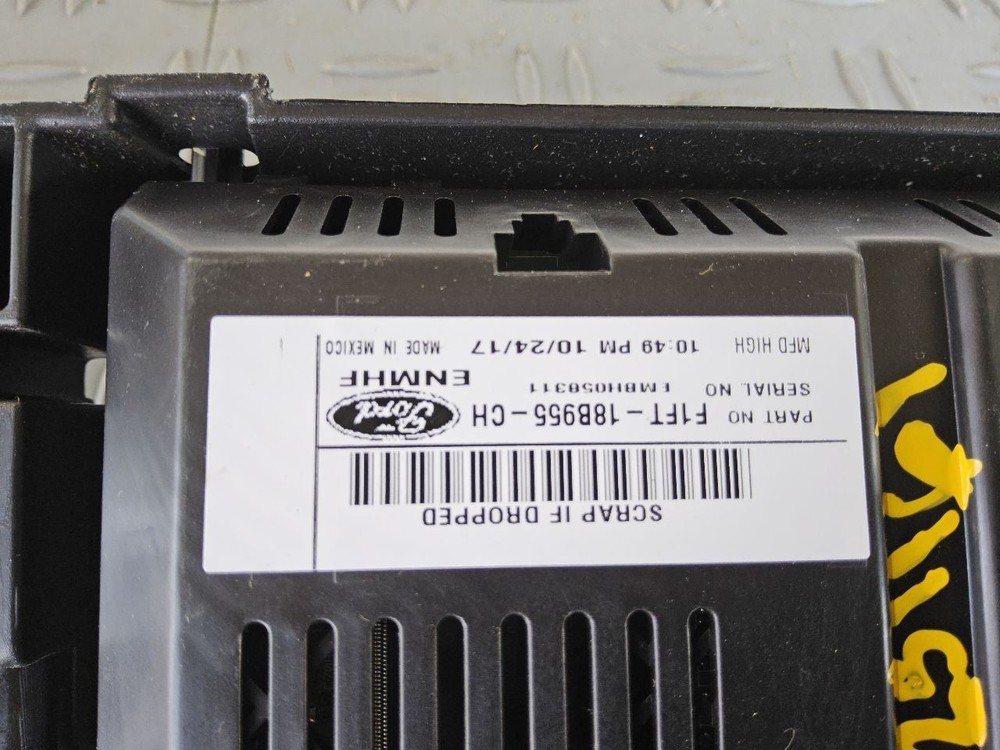 SCRAP IF DROPPED
PART NO F1FT-18B955-CH
Ford
SERIAL NO EMBH058311
ENMHF
MFD HIGH 10:49 PM 10/24/17 MADE IN MEXICO